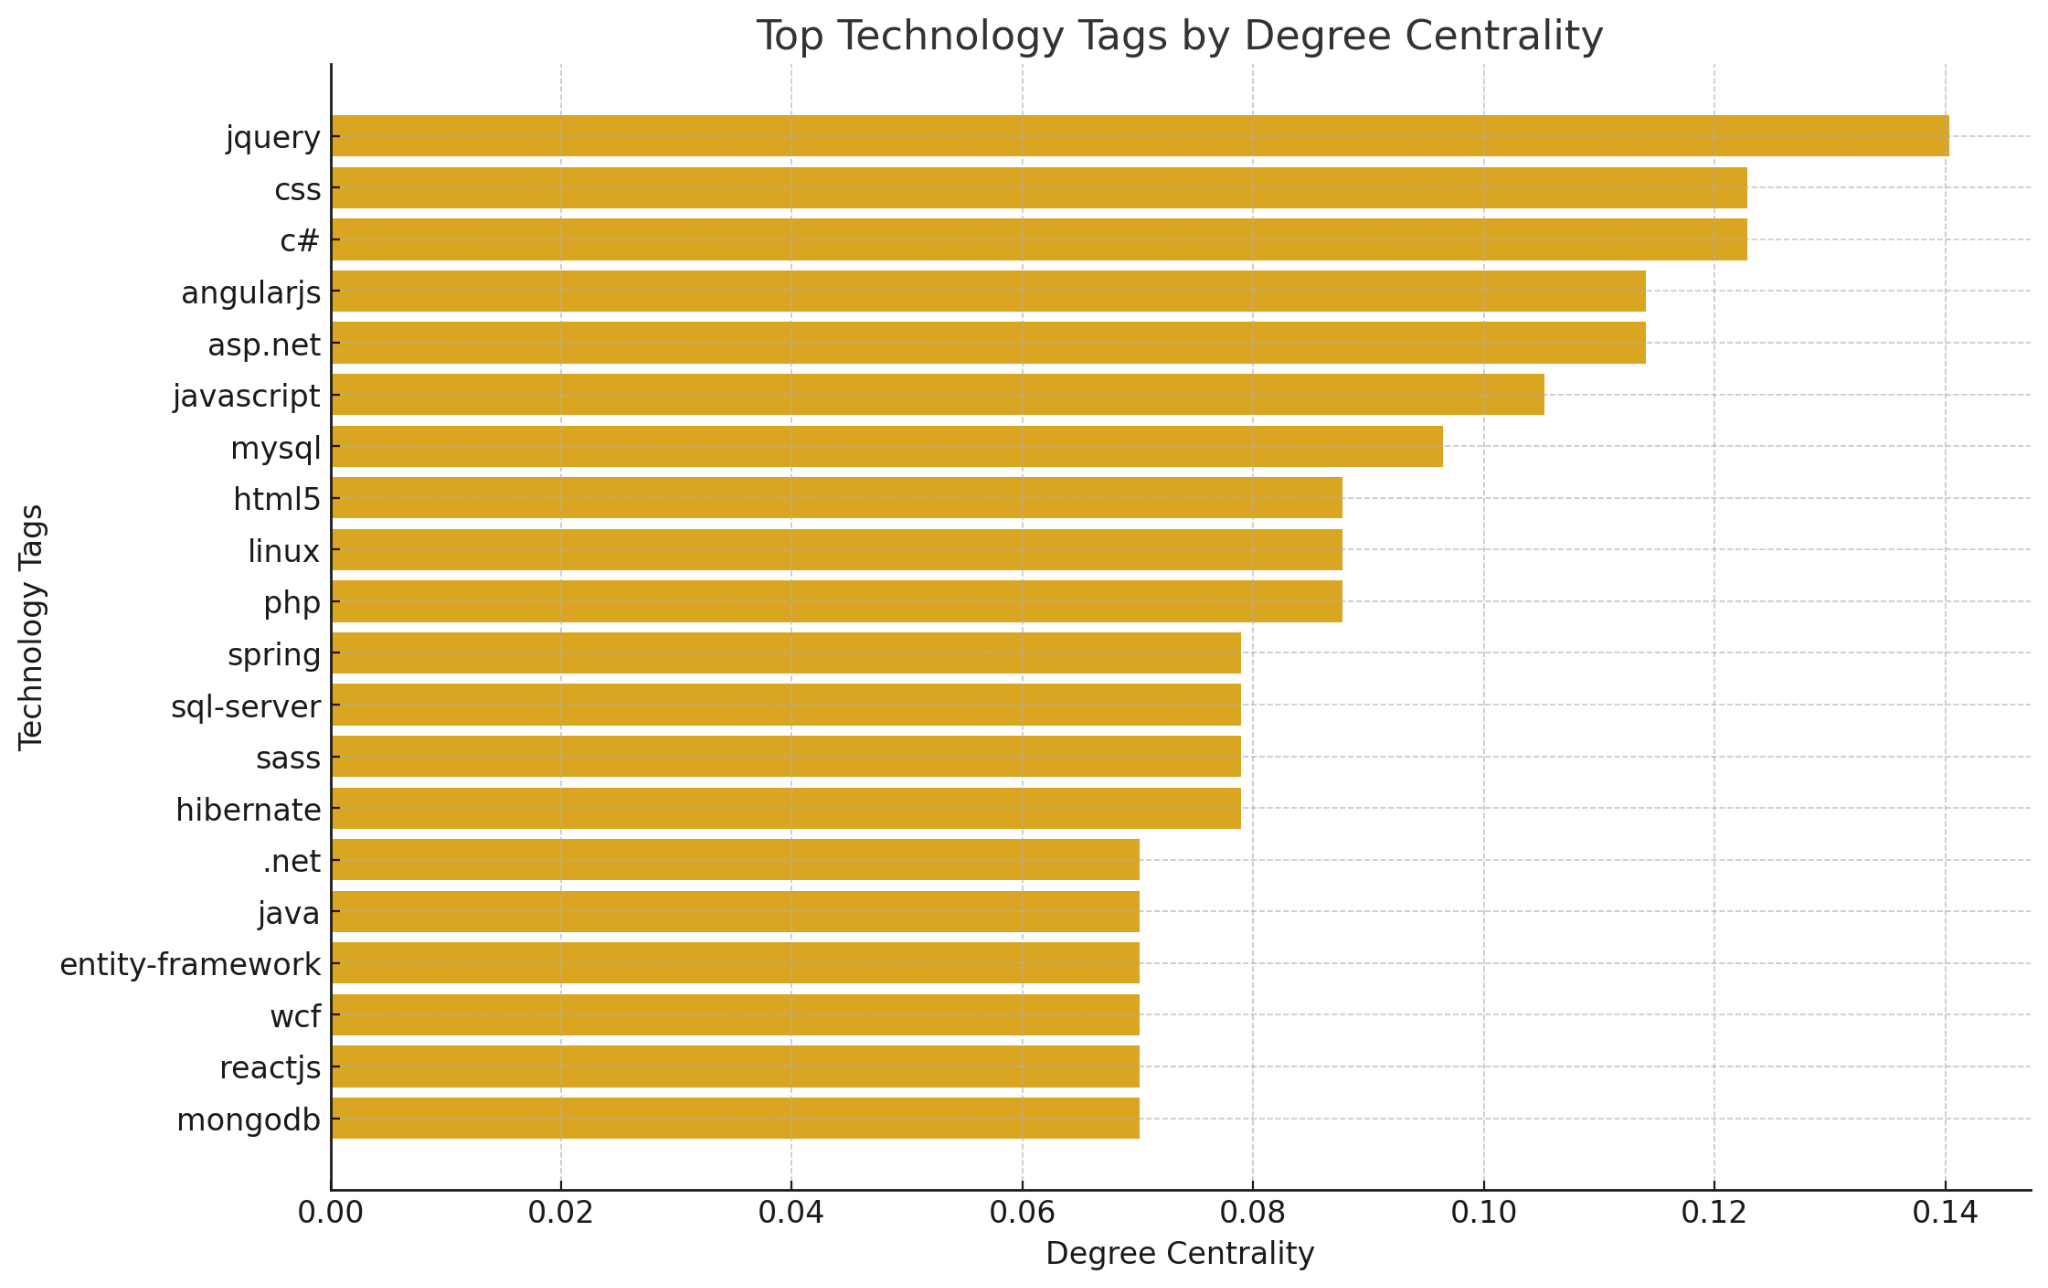 Top Technology Tags by Degree Centrality
jquery
css
c#
angularjs
asp.net
javascript
mysql
html5
linux
php
spring
sql-server
sass
hibernate
.net
java
entity-framework
wcf
reactjs
mongodb
Technology Tags
0.00 0.02 0.04 0.06 0.08 0.10 0.12 0.14
Degree Centrality